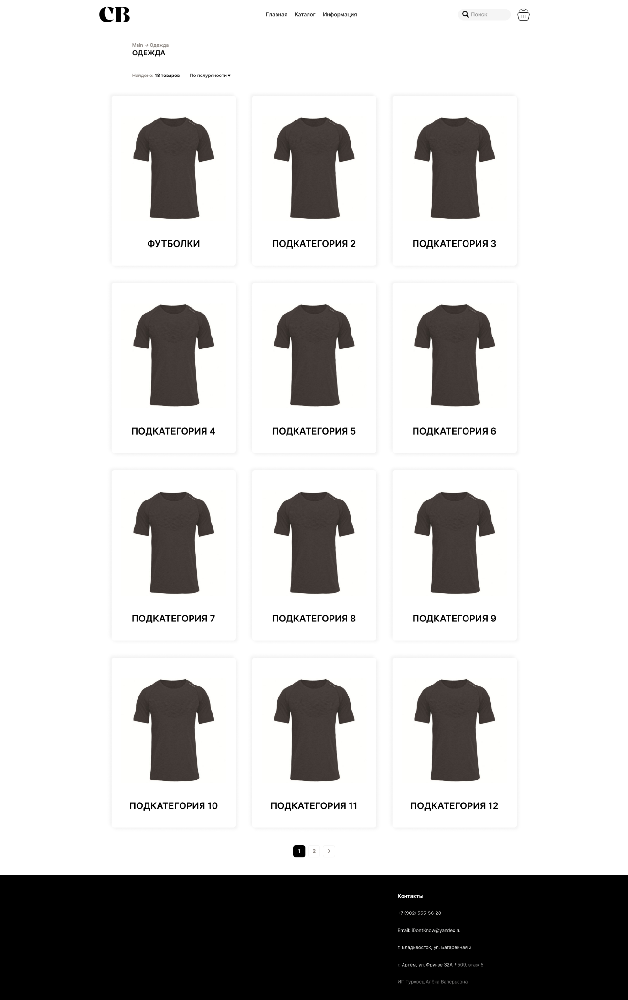 СВ
Главная Каталог Информация
Поиск
Main → Одежда
ОДЕЖДА
Найдено: 18 товаров По полуряности ▼
ФУТБОЛКИ ПОДКАТЕГОРИЯ 2 ПОДКАТЕГОРИЯ 3
ПОДКАТЕГОРИЯ 4 ПОДКАТЕГОРИЯ 5 ПОДКАТЕГОРИЯ 6
ПОДКАТЕГОРИЯ 7 ПОДКАТЕГОРИЯ 8 ПОДКАТЕГОРИЯ 9
ПОДКАТЕГОРИЯ 10 ПОДКАТЕГОРИЯ 11 ПОДКАТЕГОРИЯ 12
1 2 >
Контакты
+7 (902) 555-56-28
Email: iDontKnow@yandex.ru
г. Владивосток, ул. Батарейная 2
г. Артём, ул. Фрунзе 32А • 509, этаж 5
ИП Туровец Алёна Валерьевна